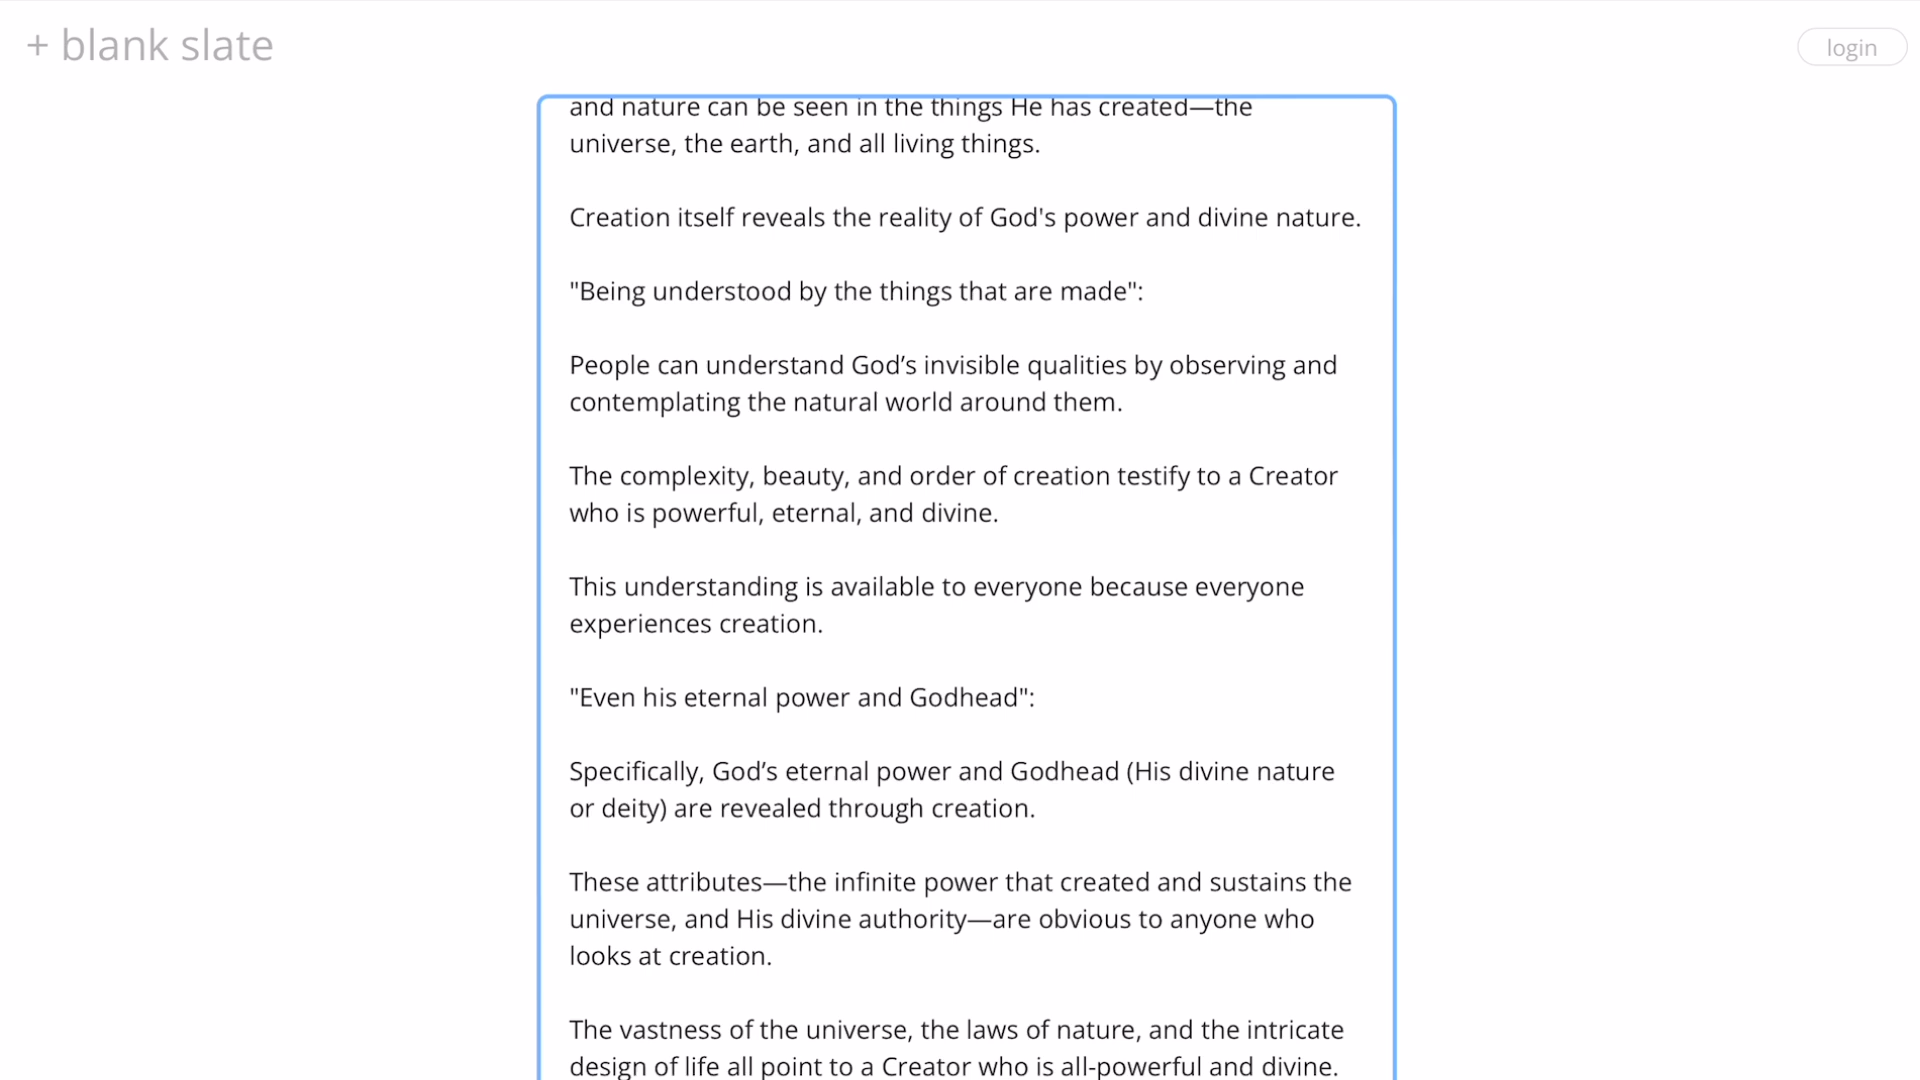 + blank slate
login
and nature can be seen in the things He has created—the
universe, the earth, and all living things.
Creation itself reveals the reality of God's power and divine nature.
"Being understood by the things that are made":
People can understand God’s invisible qualities by observing and
contemplating the natural world around them.
The complexity, beauty, and order of creation testify to a Creator
who is powerful, eternal, and divine.
This understanding is available to everyone because everyone
experiences creation.
"Even his eternal power and Godhead":
Specifically, God’s eternal power and Godhead (His divine nature
or deity) are revealed through creation.
These attributes—the infinite power that created and sustains the
universe, and His divine authority—are obvious to anyone who
looks at creation.
The vastness of the universe, the laws of nature, and the intricate
design of life all point to a Creator who is all-powerful and divine.